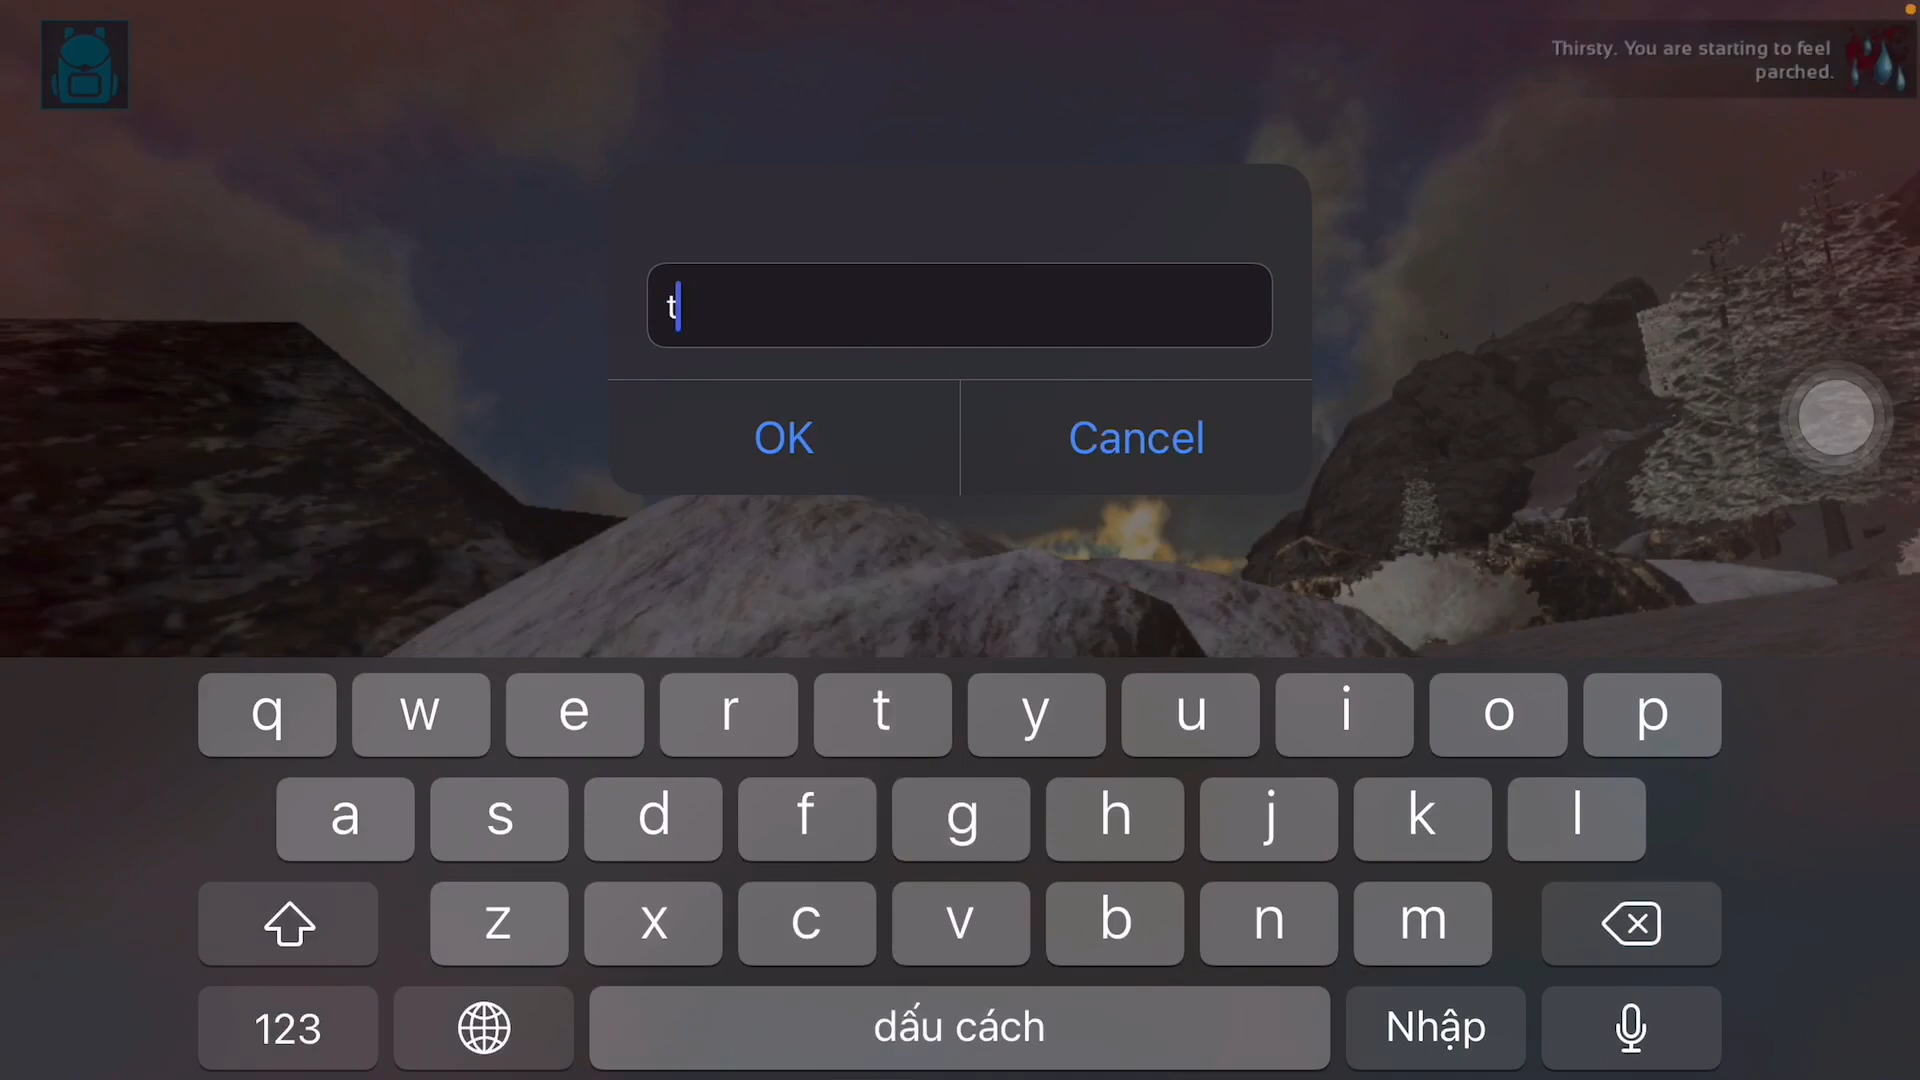 Thirsty. You are starting to feel
parched.
t
OK Cancel
q w e r t y u i o p
a s d f g h j k l
z x c v b n m
123 dấu cách Nhập